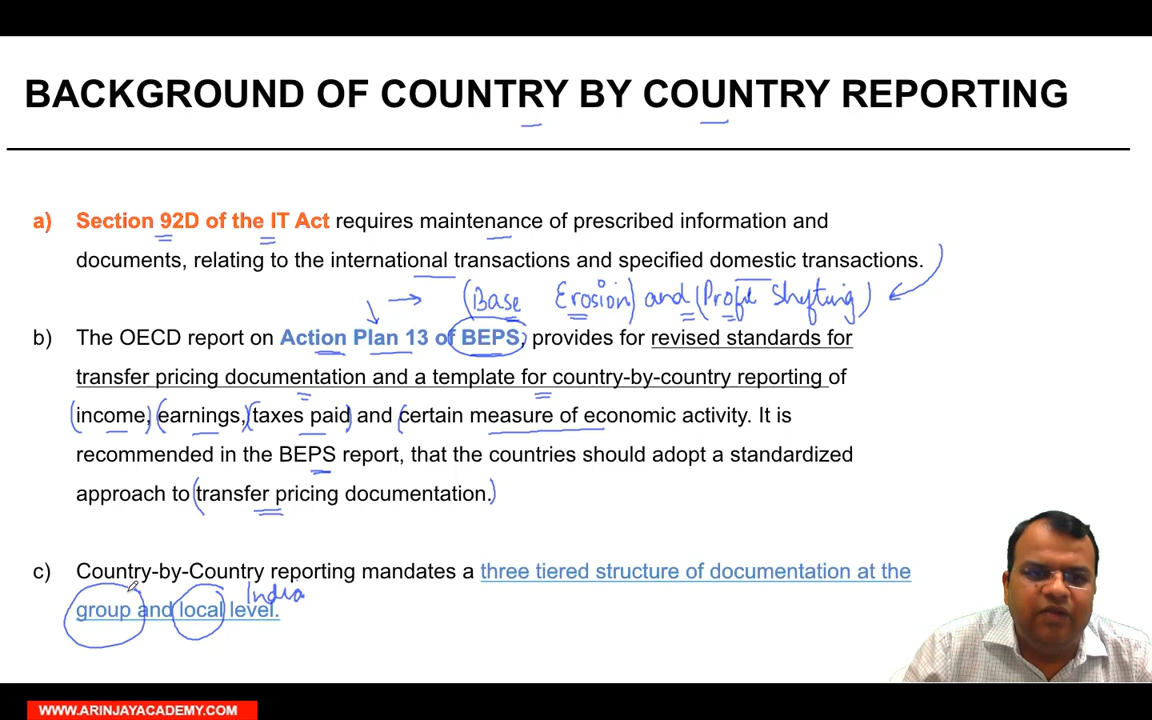 BACKGROUND OF COUNTRY BY COUNTRY REPORTING
a) Section 92D of the IT Act requires maintenance of prescribed information and
documents, relating to the international transactions and specified domestic transactions.
→ (Base Erosion) and (Profit Shifting)
b) The OECD report on Action Plan 13 of BEPS, provides for revised standards for
transfer pricing documentation and a template for country-by-country reporting of
income, earnings, taxes paid and certain measure of economic activity. It is
recommended in the BEPS report, that the countries should adopt a standardized
approach to transfer pricing documentation.
c) Country-by-Country reporting mandates a three tiered structure of documentation at the
India
group and local level.
WWW.ARINJAYACADEMY.COM